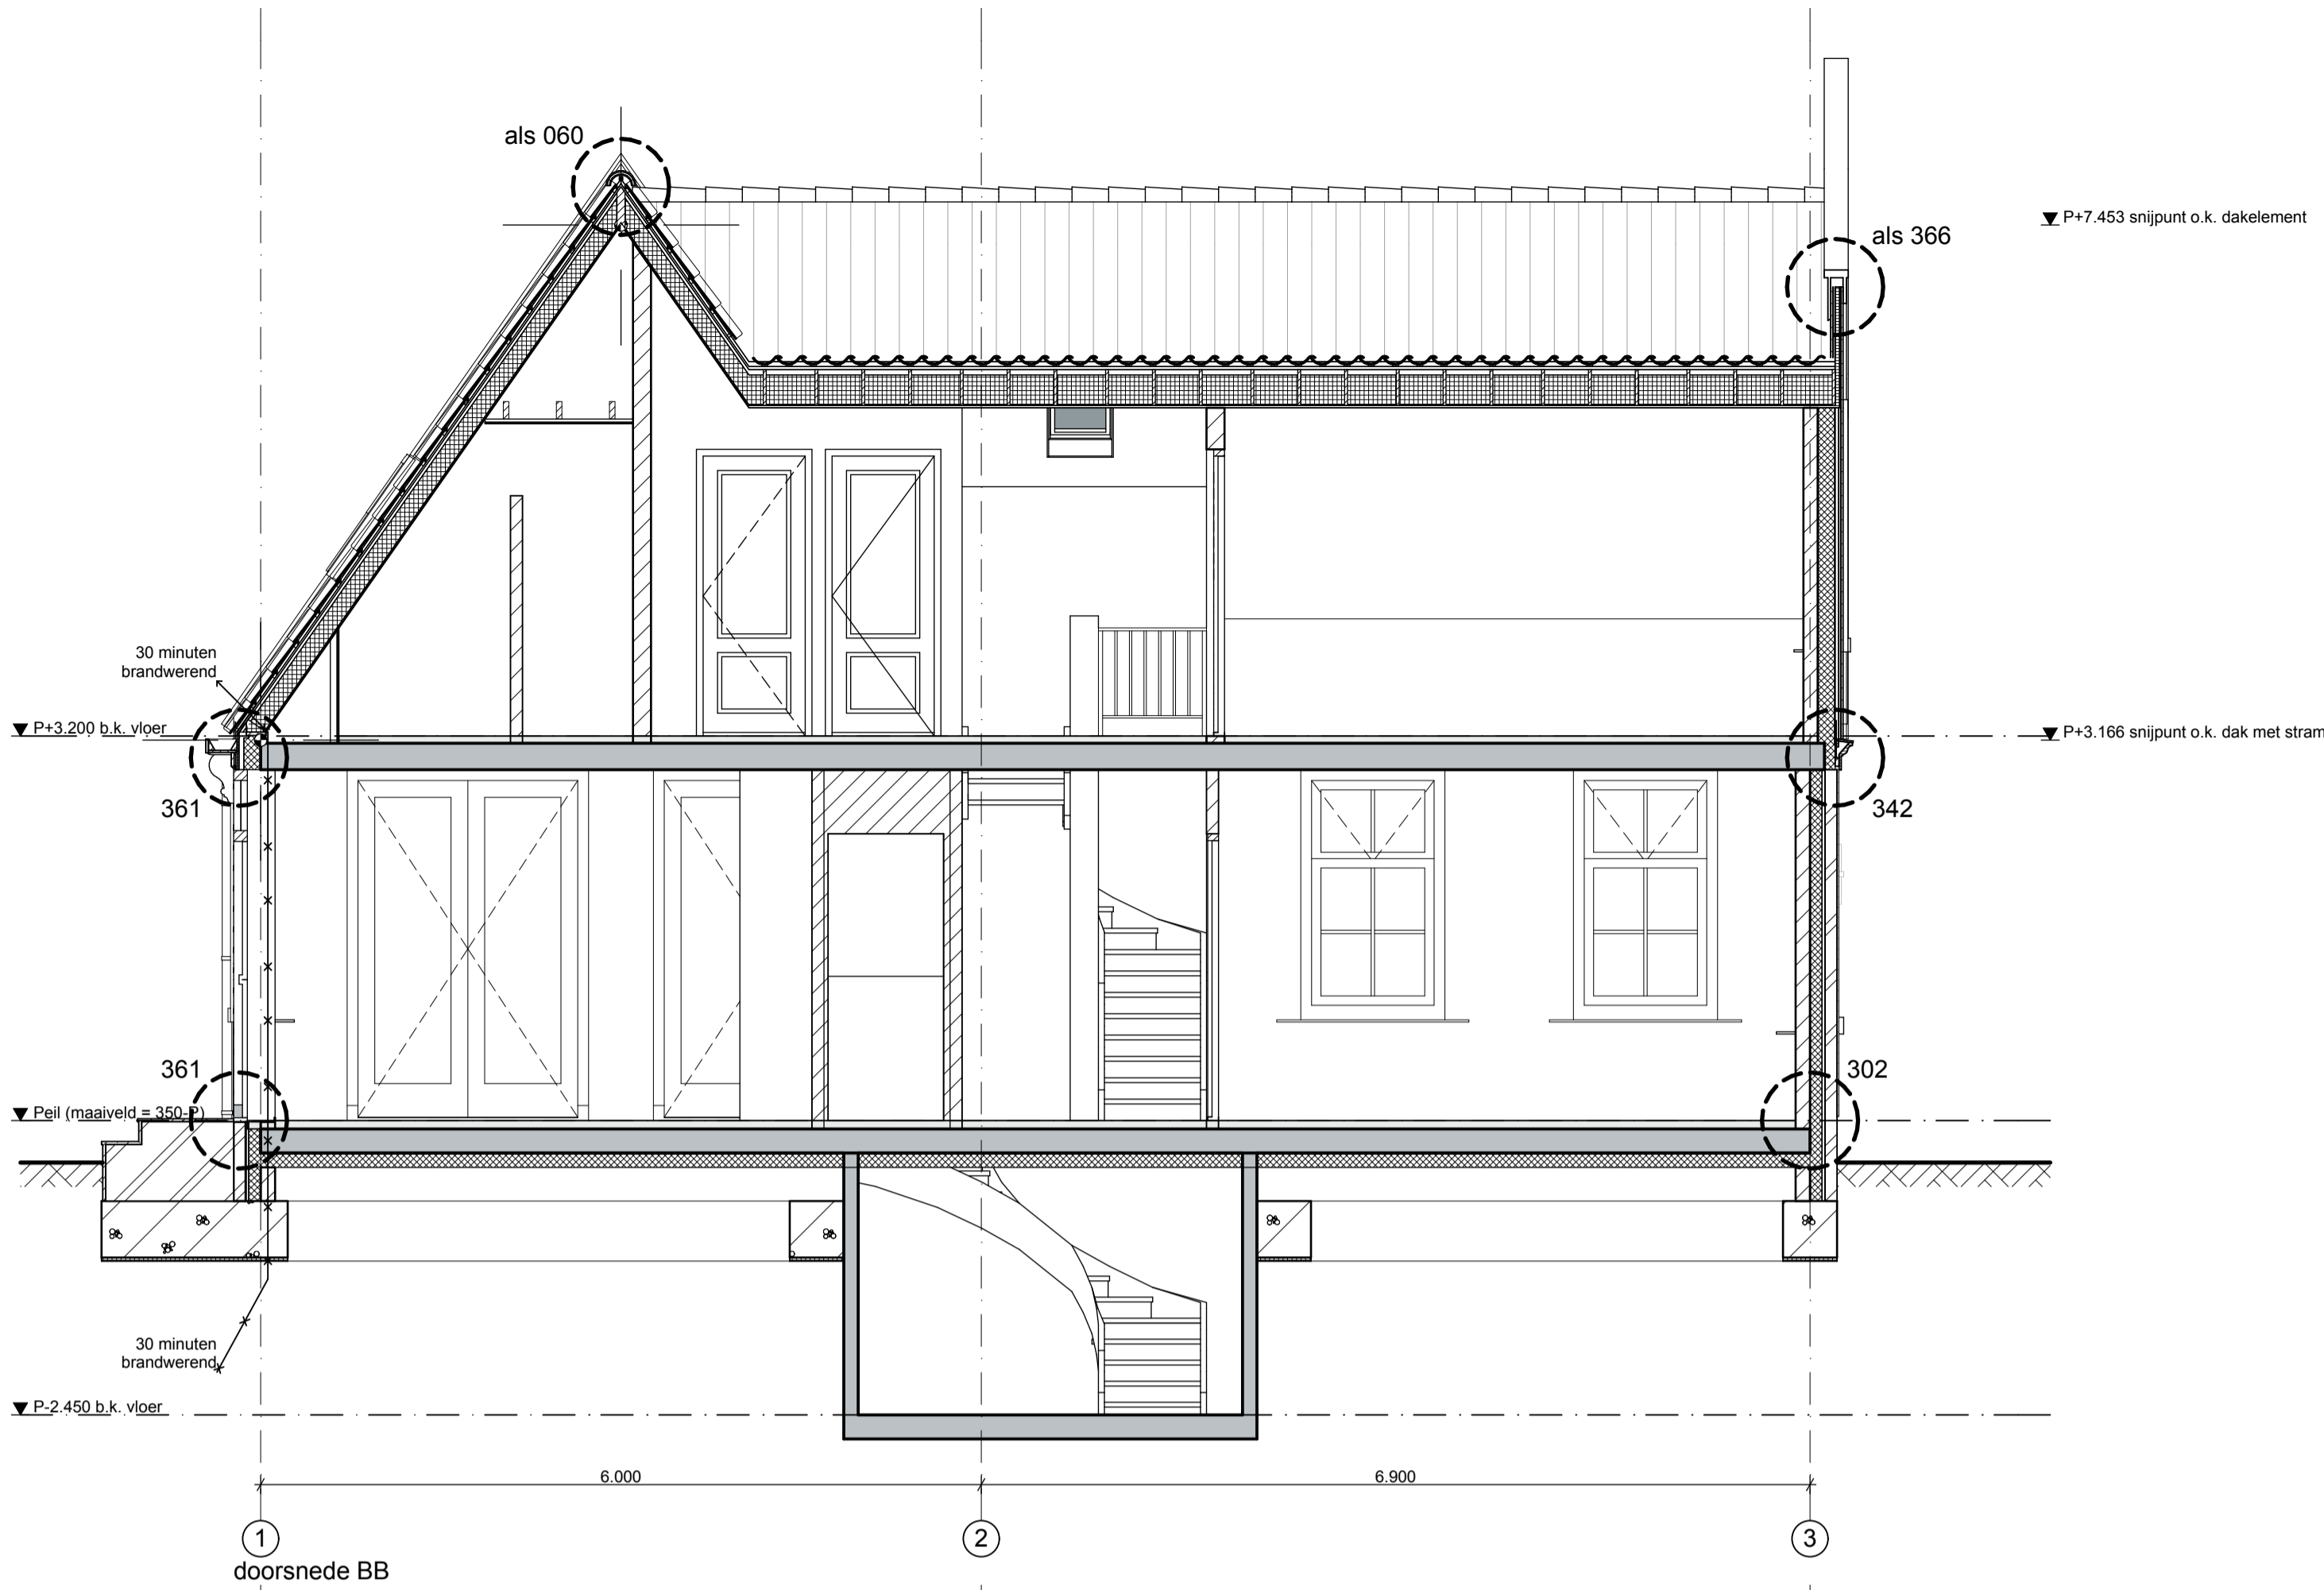 als 060
P+7.453 snijpunt o.k. dakelement
als 366
30 minuten
brandwerend
P+3.200 b.k. vloer
P+3.166 snijpunt o.k. dak met stram
361
342
361
302
Peil (maaiveld = 350-P)
30 minuten
brandwerend
P-2.450 b.k. vloer
6.000
6.900
1
2
3
doorsnede BB